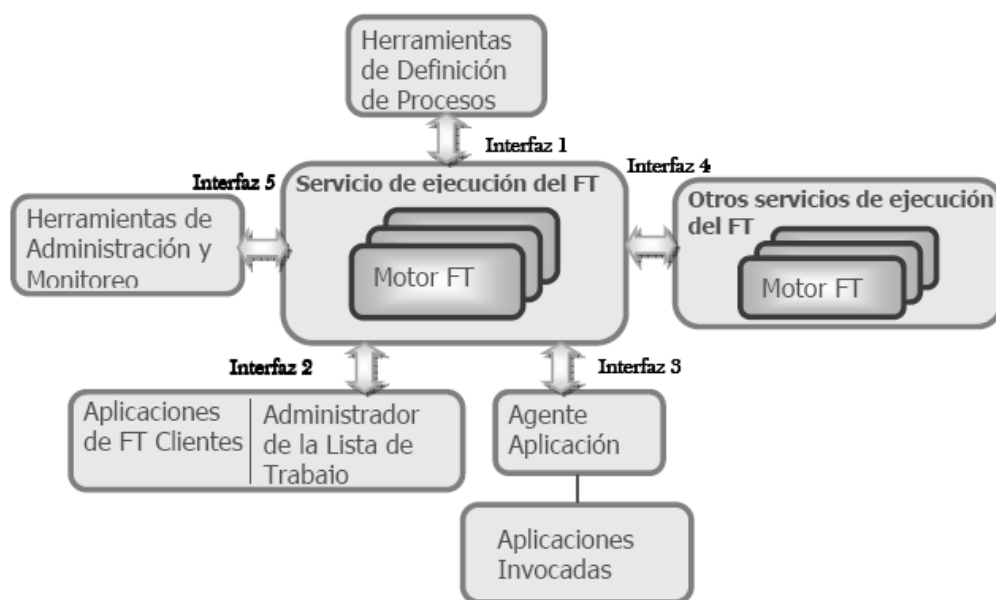 Herramientas
de Definición
de Procesos
Interfaz 1
Interfaz 5
Servicio de ejecución del FT
Interfaz 4
Herramientas de
Administración y
Monitoreo
Motor FT
Otros servicios de ejecución
del FT
Motor FT
Interfaz 2
Interfaz 3
Aplicaciones
de FT Clientes
Administrador
de la Lista de
Trabajo
Agente
Aplicación
Aplicaciones
Invocadas